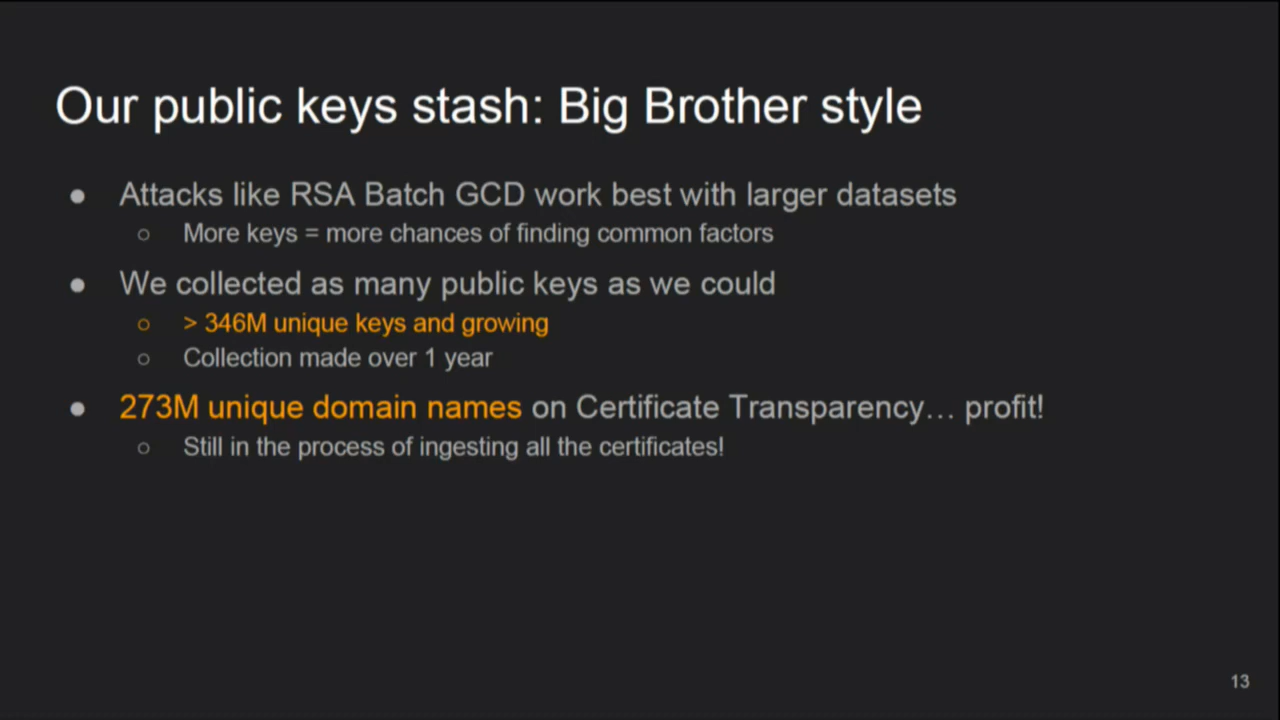 Our public keys stash: Big Brother style
● Attacks like RSA Batch GCD work best with larger datasets
○ More keys = more chances of finding common factors
● We collected as many public keys as we could
○ > 346M unique keys and growing
○ Collection made over 1 year
● 273M unique domain names on Certificate Transparency… profit!
○ Still in the process of ingesting all the certificates!
13